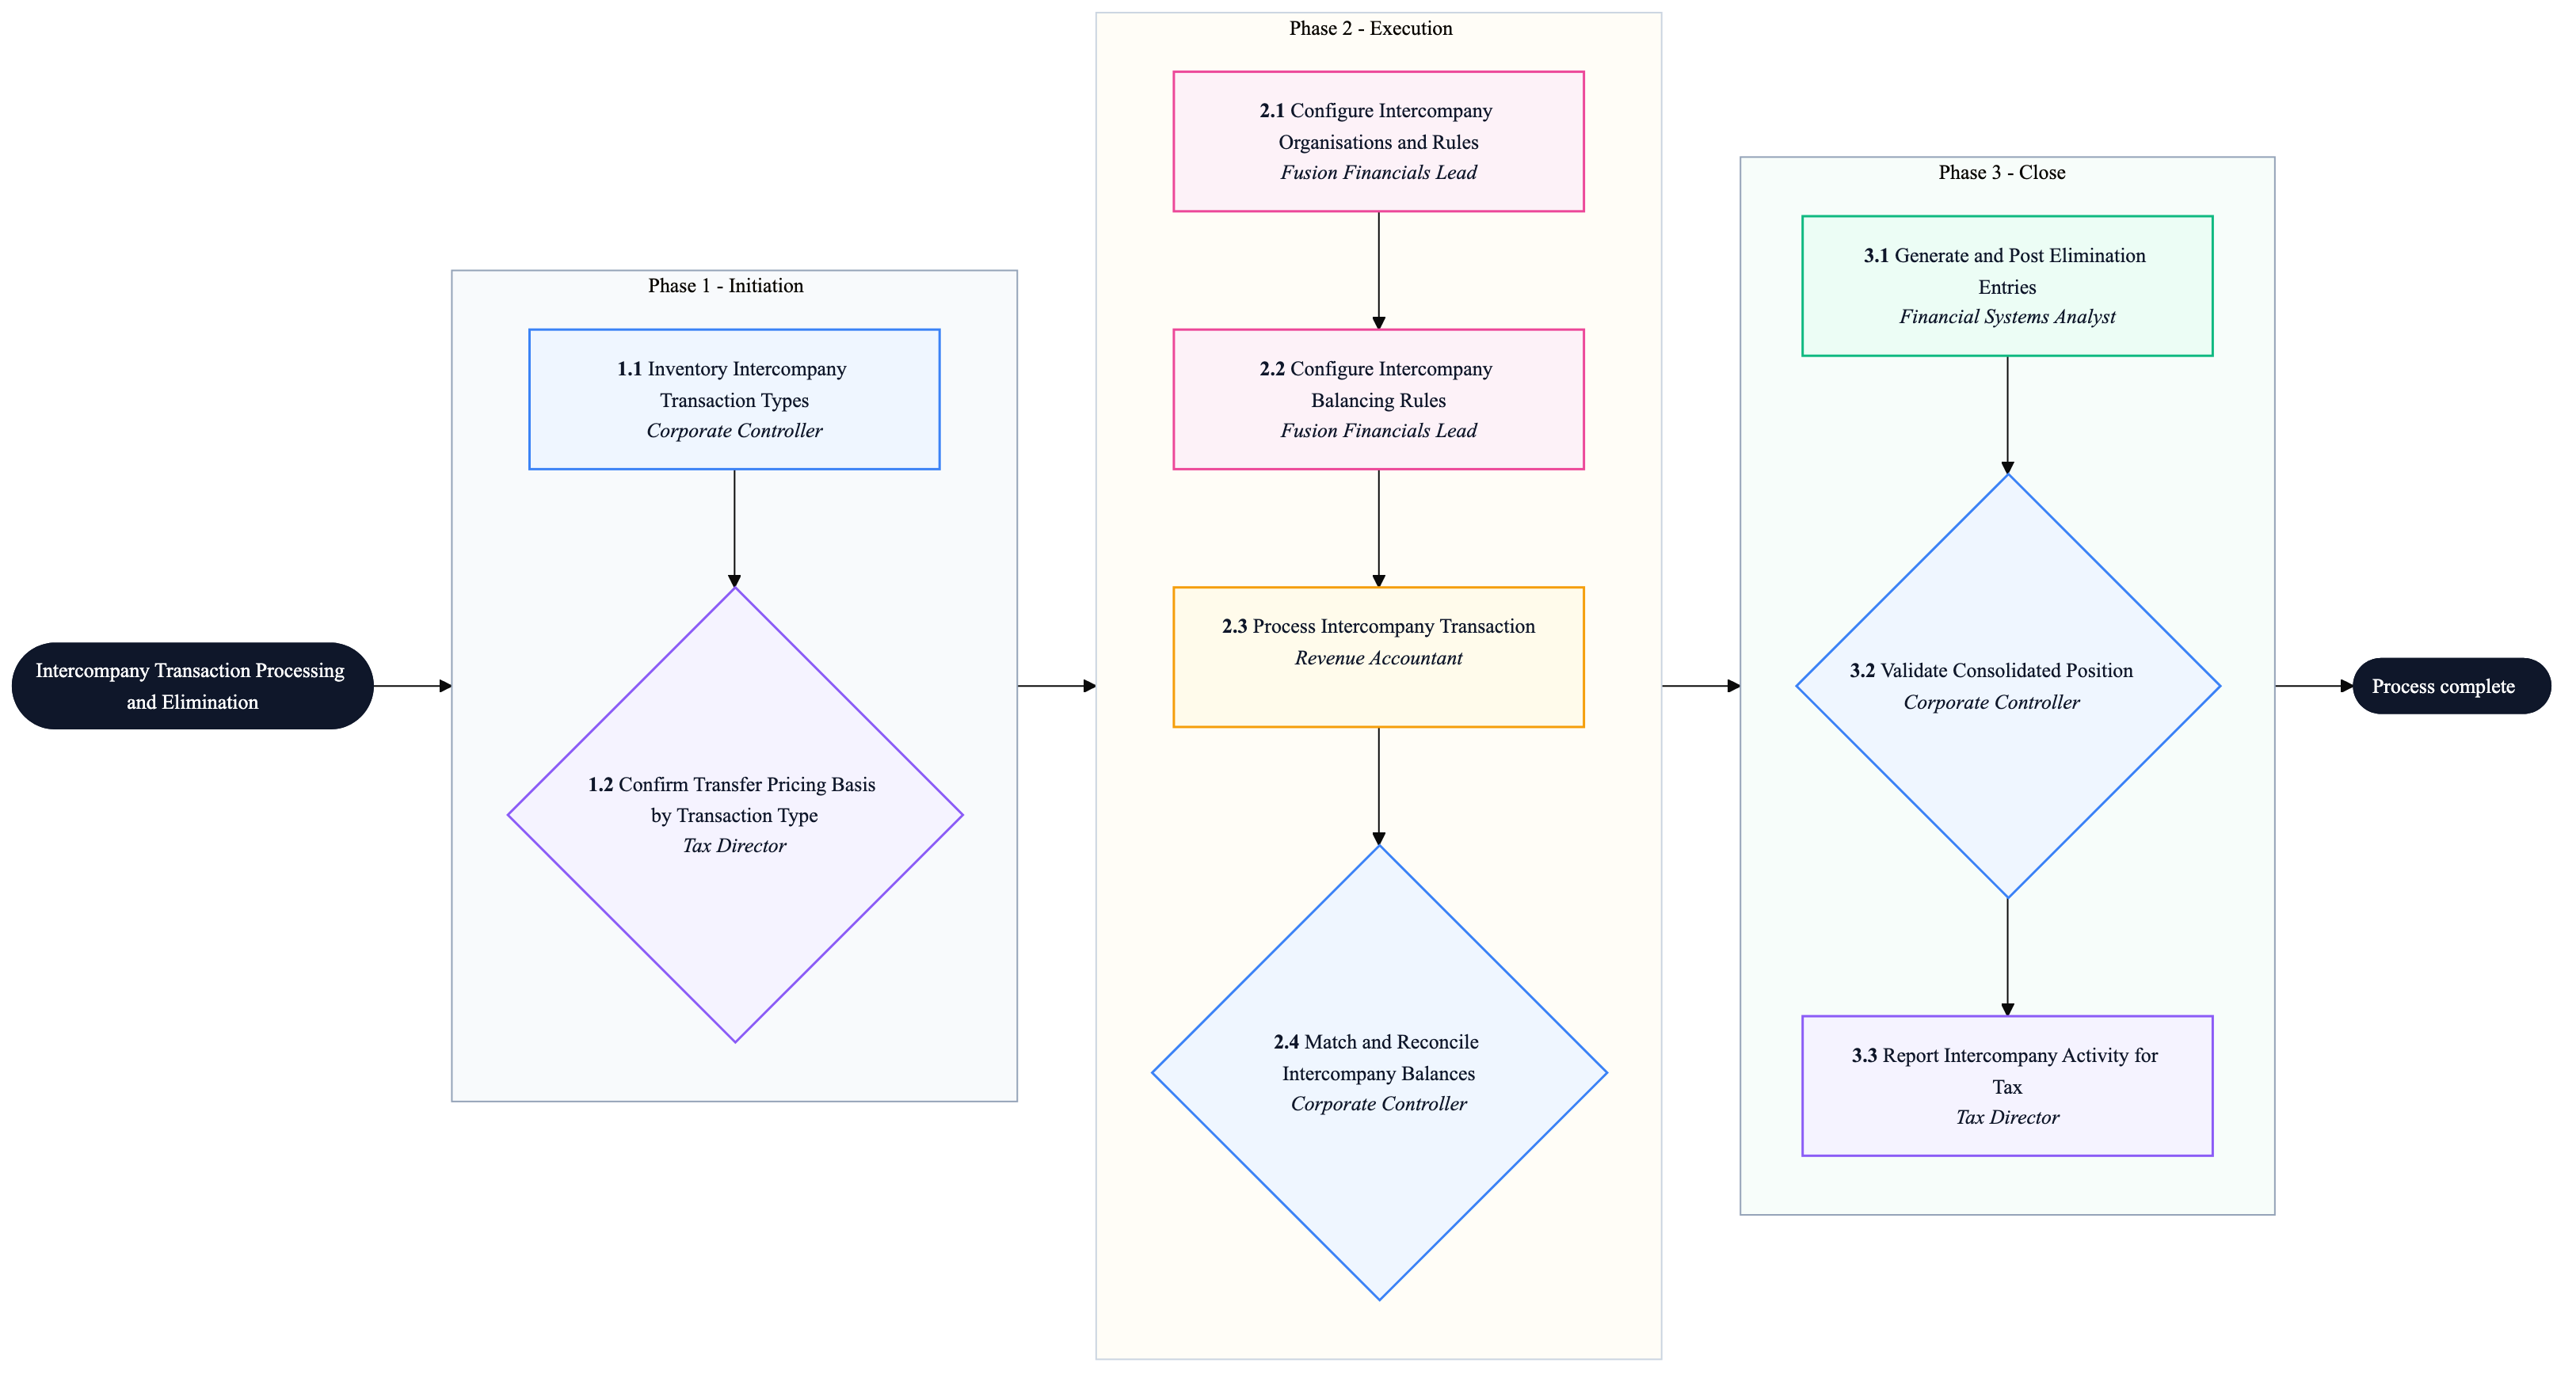 Intercompany Transaction Processing
and Elimination
Phase 1 - Initiation
1.1 Inventory Intercompany
Transaction Types
Corporate Controller
1.2 Confirm Transfer Pricing Basis
by Transaction Type
Tax Director
Phase 2 - Execution
2.1 Configure Intercompany
Organisations and Rules
Fusion Financials Lead
2.2 Configure Intercompany
Balancing Rules
Fusion Financials Lead
2.3 Process Intercompany Transaction
Revenue Accountant
2.4 Match and Reconcile
Intercompany Balances
Corporate Controller
Phase 3 - Close
3.1 Generate and Post Elimination
Entries
Financial Systems Analyst
3.2 Validate Consolidated Position
Corporate Controller
3.3 Report Intercompany Activity for
Tax
Tax Director
Process complete